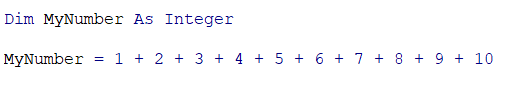 Dim MyNumber As Integer
MyNumber = 1 + 2 + 3 + 4 + 5 + 6 + 7 + 8 + 9 + 10